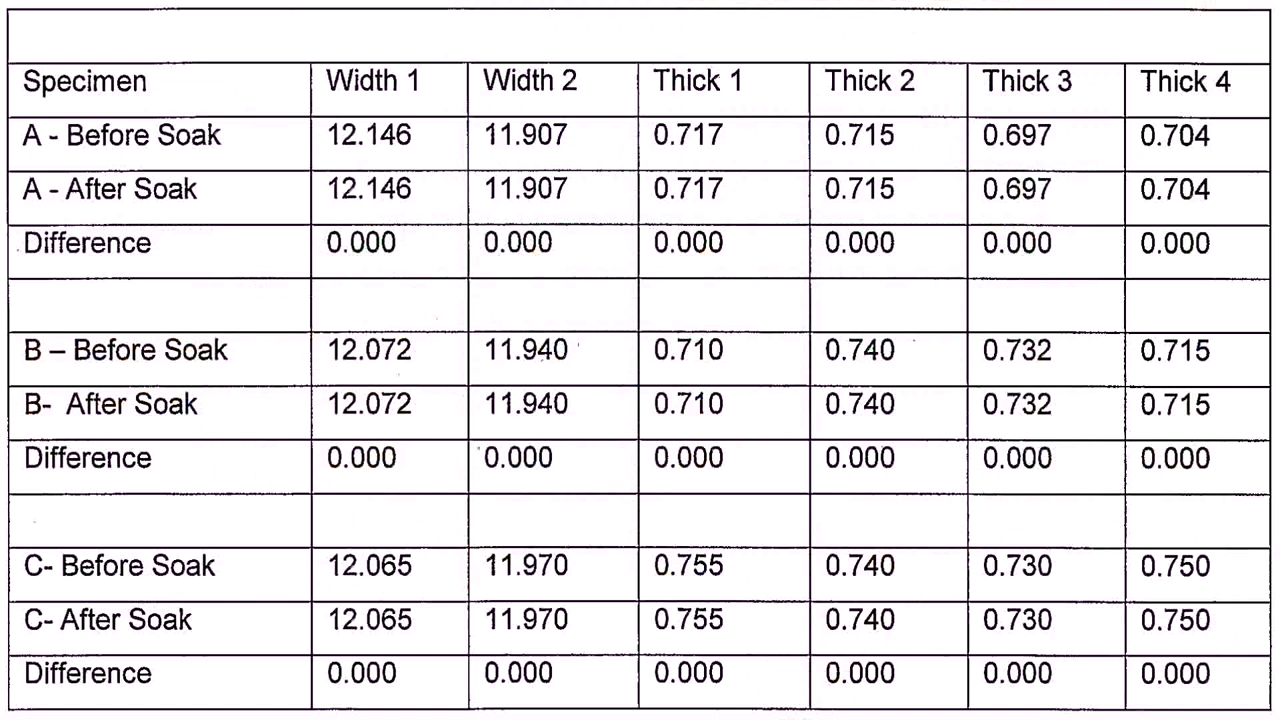 Specimen Width 1 Width 2 Thick 1 Thick 2 Thick 3 Thick 4
A - Before Soak 12.146 11.907 0.717 0.715 0.697 0.704
A - After Soak 12.146 11.907 0.717 0.715 0.697 0.704
Difference 0.000 0.000 0.000 0.000 0.000 0.000
B – Before Soak 12.072 11.940 0.710 0.740 0.732 0.715
B- After Soak 12.072 11.940 0.710 0.740 0.732 0.715
Difference 0.000 0.000 0.000 0.000 0.000 0.000
C- Before Soak 12.065 11.970 0.755 0.740 0.730 0.750
C- After Soak 12.065 11.970 0.755 0.740 0.730 0.750
Difference 0.000 0.000 0.000 0.000 0.000 0.000